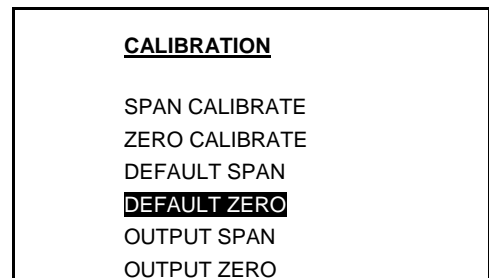 CALIBRATION
SPAN CALIBRATE
ZERO CALIBRATE
DEFAULT SPAN
DEFAULT ZERO
OUTPUT SPAN
OUTPUT ZERO